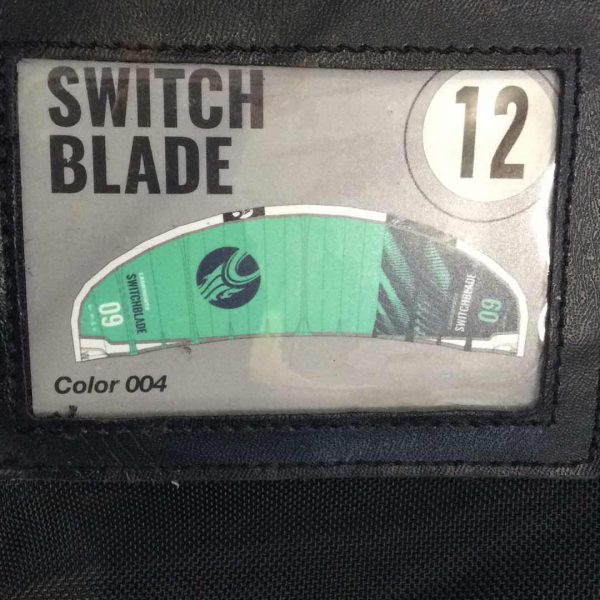 SWITCH
BLADE
12
09
SWITCHBLADE
SWITCHBLADE
09
Color 004